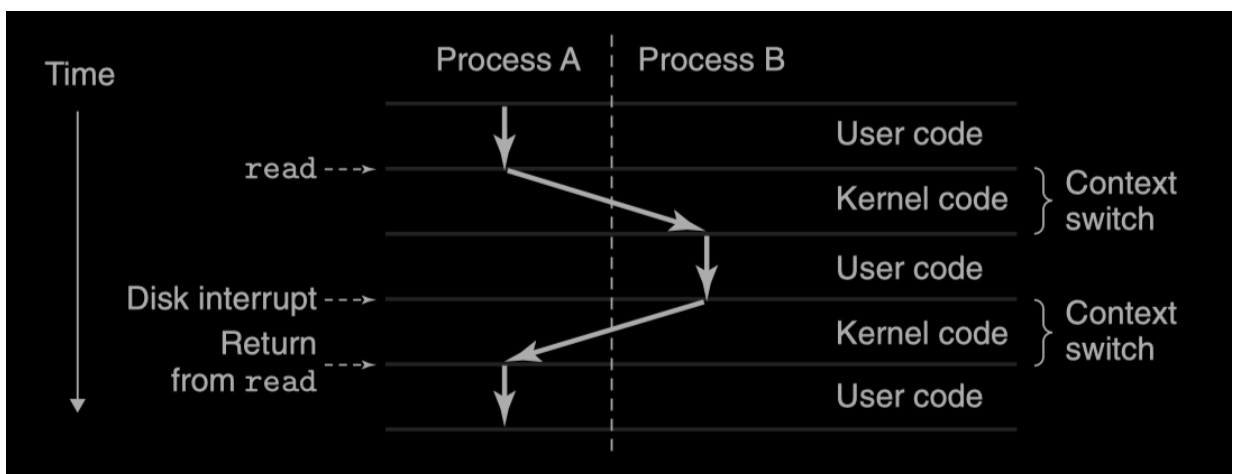 Process A
Process B
Time
User code
read
Kernel code
Context
switch
User code
Disk interrupt
Return
from read
Kernel code
Context
switch
User code